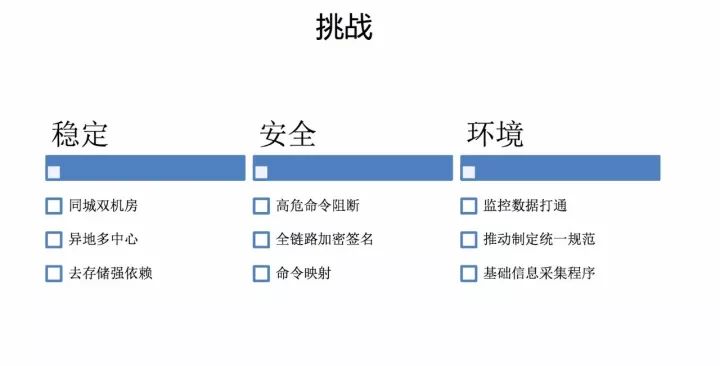 挑战
稳定
同城双机房
异地多中心
去存储强依赖
安全
高危命令阻断
全链路加密签名
命令映射
环境
监控数据打通
推动制定统一规范
基础信息采集程序